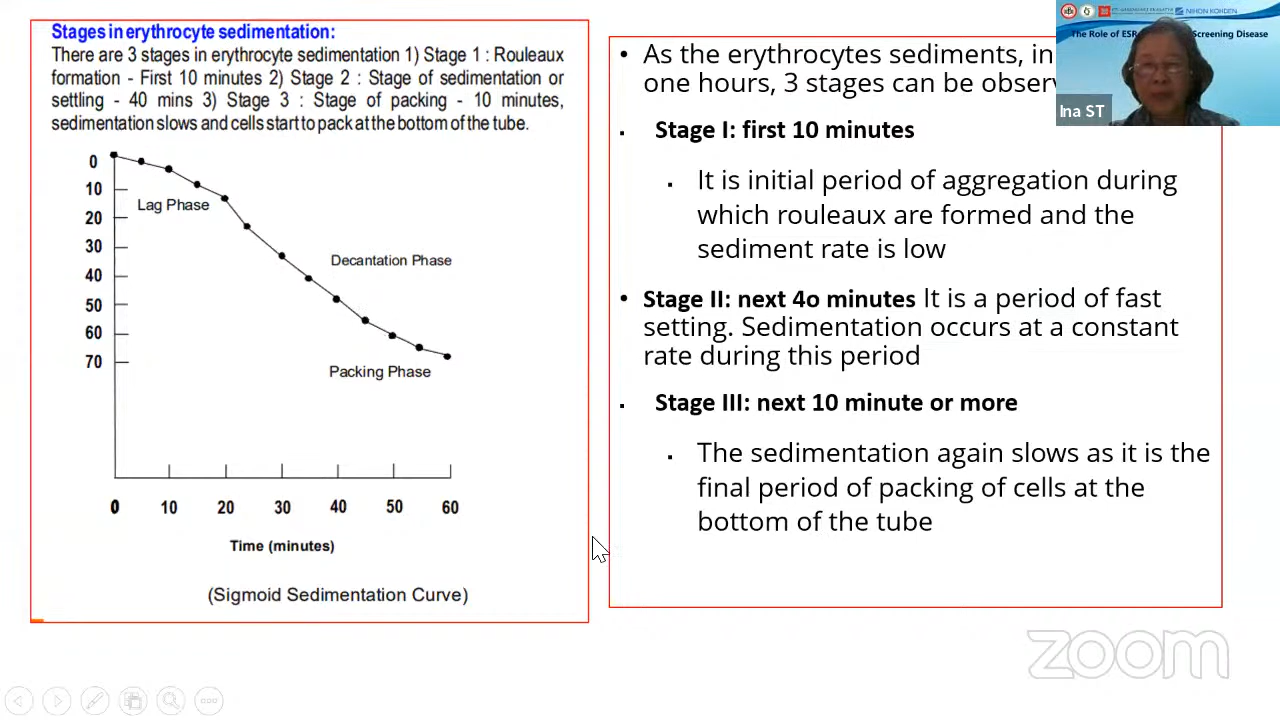 Stages in erythrocyte sedimentation:
There are 3 stages in erythrocyte sedimentation 1) Stage 1 : Rouleaux
formation - First 10 minutes 2) Stage 2 : Stage of sedimentation or
settling - 40 mins 3) Stage 3 : Stage of packing - 10 minutes,
sedimentation slows and cells start to pack at the bottom of the tube.
0
10
20
30
40
50
60
70
Lag Phase
Decantation Phase
Packing Phase
0 10 20 30 40 50 60
Time (minutes)
(Sigmoid Sedimentation Curve)
• As the erythrocytes sediments, in
one hours, 3 stages can be
▪ Stage I: first 10 minutes
▪ It is initial period of aggregation during
which rouleaux are formed and the
sediment rate is low
• Stage II: next 4o minutes It is a period of fast
setting. Sedimentation occurs at a constant
rate during this period
▪ Stage III: next 10 minute or more
▪ The sedimentation again slows as it is the
final period of packing of cells at the
bottom of the tube
NIHON KOHDEN
The Role of ESR Screening Disease
Ina ST
zoom